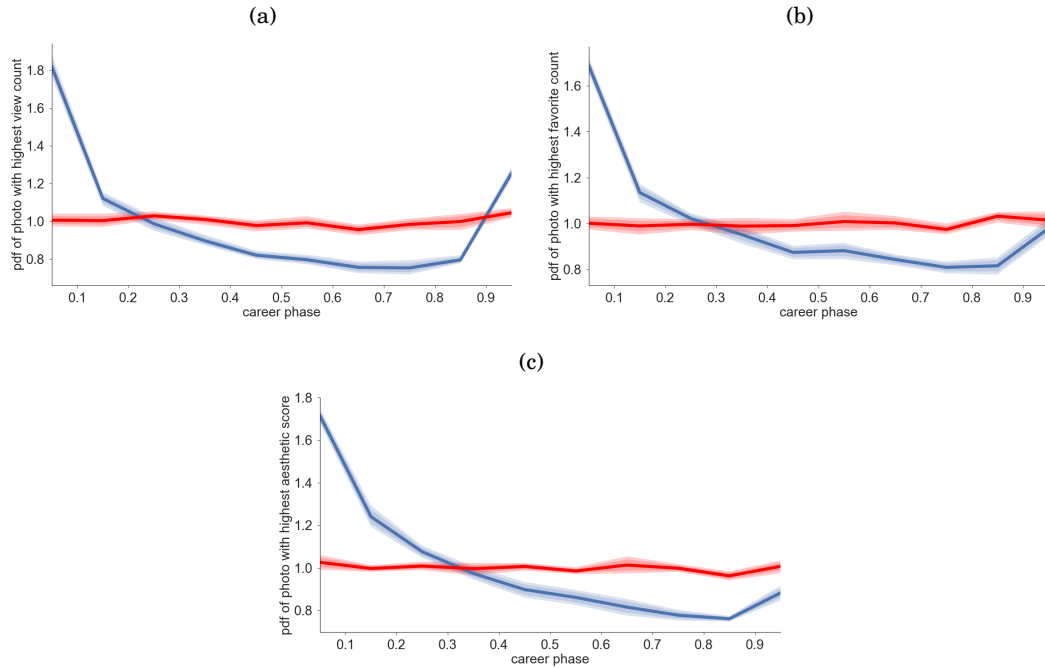 (a)
pdf of photo with highest view count
1.8
1.6
1.4
1.2
1.0
0.8
0.1 0.2 0.3 0.4 0.5 0.6 0.7 0.8 0.9
career phase
(b)
pdf of photo with highest favorite count
1.6
1.4
1.2
1.0
0.8
0.1 0.2 0.3 0.4 0.5 0.6 0.7 0.8 0.9
career phase
(c)
pdf of photo with highest aesthetic score
1.8
1.6
1.4
1.2
1.0
0.8
0.1 0.2 0.3 0.4 0.5 0.6 0.7 0.8 0.9
career phase